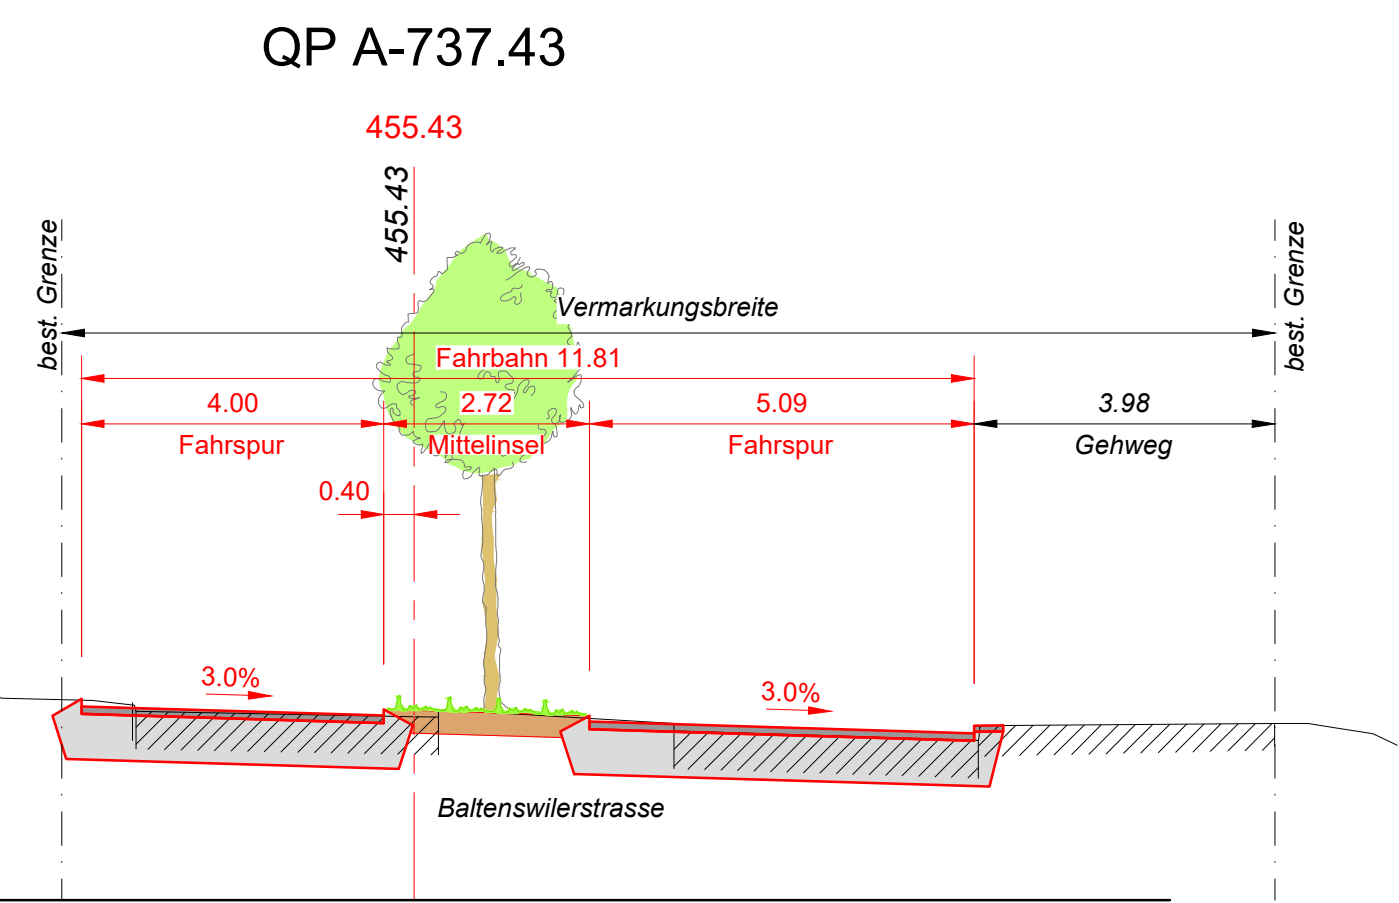 QP A-737.43
455.43
455.43
best. Grenze
best. Grenze
Vermarkungsbreite
Fahrbahn 11.81
4.00
2.72
5.09
3.98
Fahrspur
Mittelinsel
Fahrspur
Gehweg
0.40
3.0%
3.0%
Baltenswilerstrasse